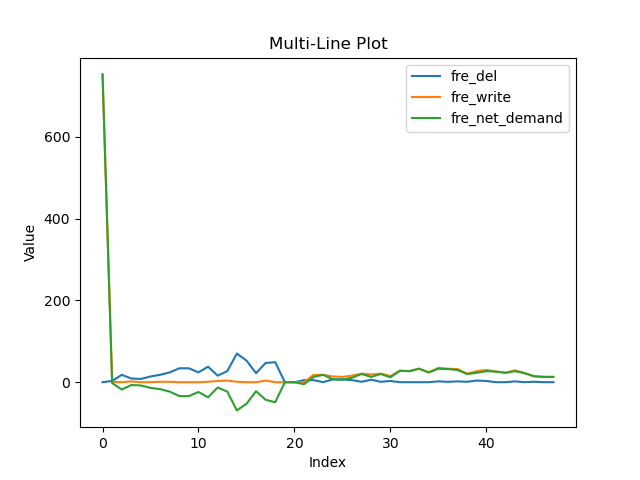 Multi-Line Plot
fre_del
fre_write
fre_net_demand
600
400
200
0
Value
0 10 20 30 40
Index